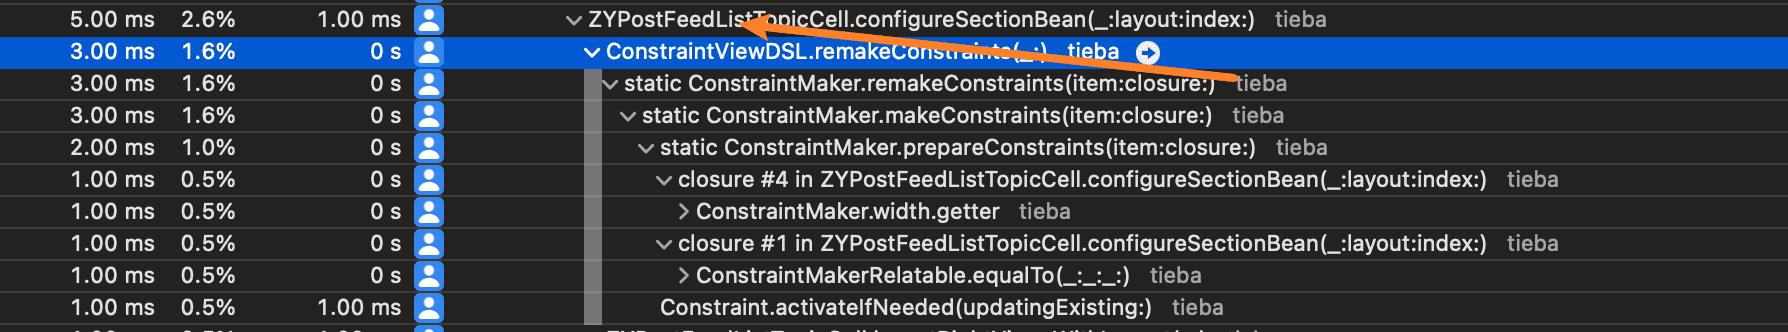 5.00 ms 2.6% 1.00 ms ZYPostFeedListTopicCell.configureSectionBean(_:layout:index:) tieba
3.00 ms 1.6% 0 s ConstraintViewDSL.remakeConstraints(_:) tieba
3.00 ms 1.6% 0 s static ConstraintMaker.remakeConstraints(item:closure:) tieba
3.00 ms 1.6% 0 s static ConstraintMaker.makeConstraints(item:closure:) tieba
2.00 ms 1.0% 0 s static ConstraintMaker.prepareConstraints(item:closure:) tieba
1.00 ms 0.5% 0 s closure #4 in ZYPostFeedListTopicCell.configureSectionBean(_:layout:index:) tieba
1.00 ms 0.5% 0 s ConstraintMaker.width.getter tieba
1.00 ms 0.5% 0 s closure #1 in ZYPostFeedListTopicCell.configureSectionBean(_:layout:index:) tieba
1.00 ms 0.5% 0 s ConstraintMakerRelatable.equalTo(_:_:_:) tieba
1.00 ms 0.5% 1.00 ms Constraint.activateIfNeeded(updatingExisting:) tieba